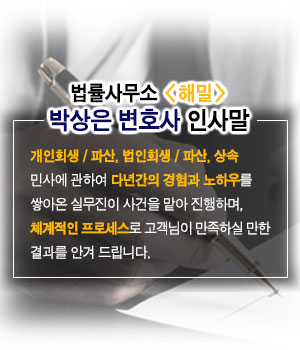 법률사무소 <해밀>
박상은 변호사 인사말
개인회생 / 파산, 법인회생 / 파산, 상속
민사에 관하여 다년간의 경험과 노하우를
쌓아온 실무진이 사건을 맡아 진행하며,
체계적인 프로세스로 고객님이 만족하실 만한
결과를 안겨 드립니다.